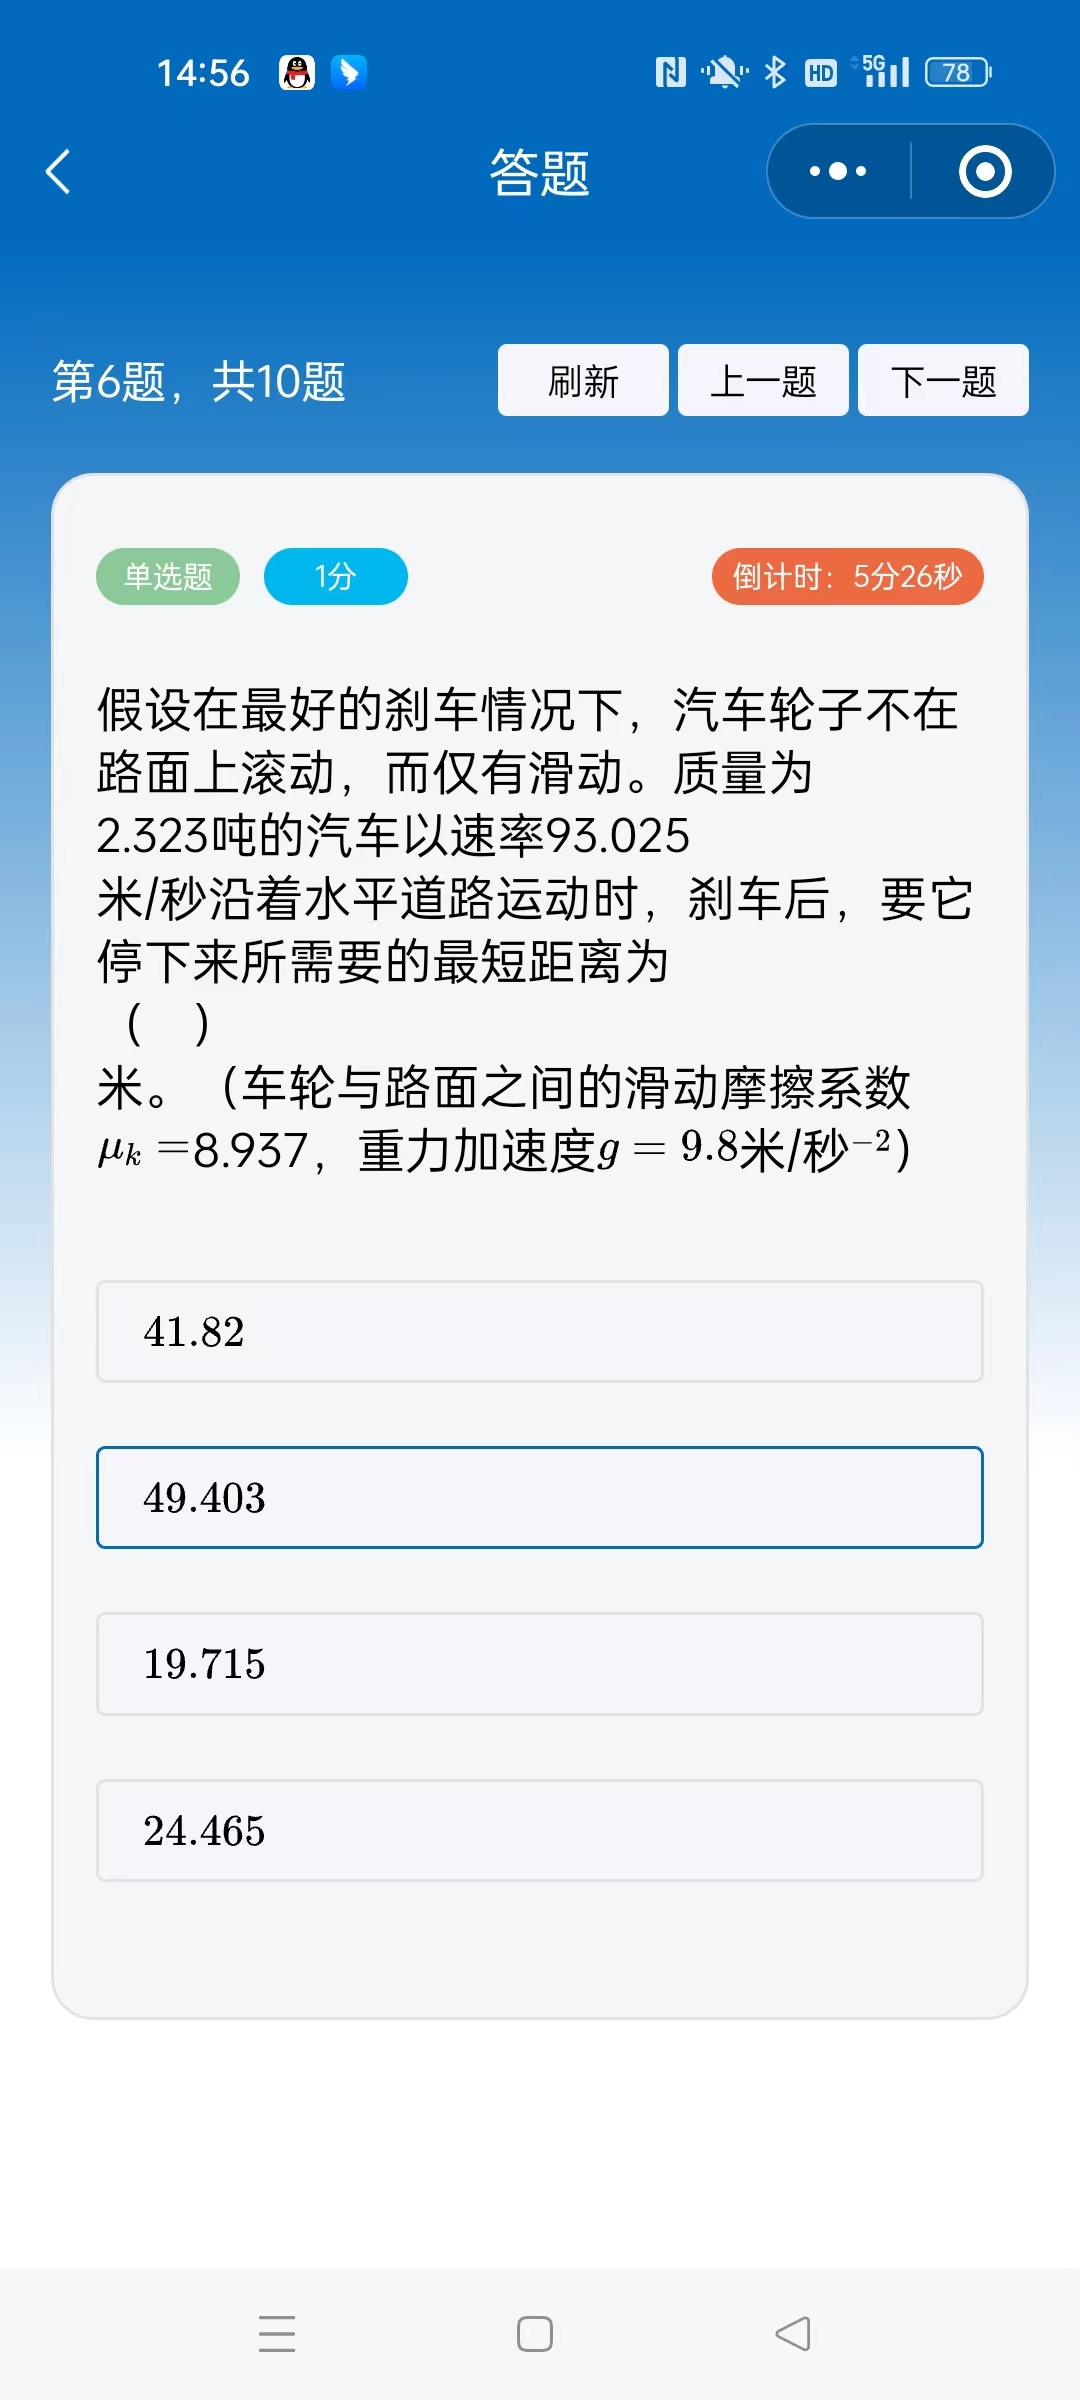 14:56 HD 5G 78
答题
第6题，共10题 刷新 上一题 下一题
单选题 1分 倒计时：5分26秒
假设在最好的刹车情况下，汽车轮子不在
路面上滚动，而仅有滑动。质量为
2.323吨的汽车以速率93.025
米/秒沿着水平道路运动时，刹车后，要它
停下来所需要的最短距离为
（ ）
米。（车轮与路面之间的滑动摩擦系数
μₖ =8.937，重力加速度g = 9.8米/秒⁻²）
41.82
49.403
19.715
24.465